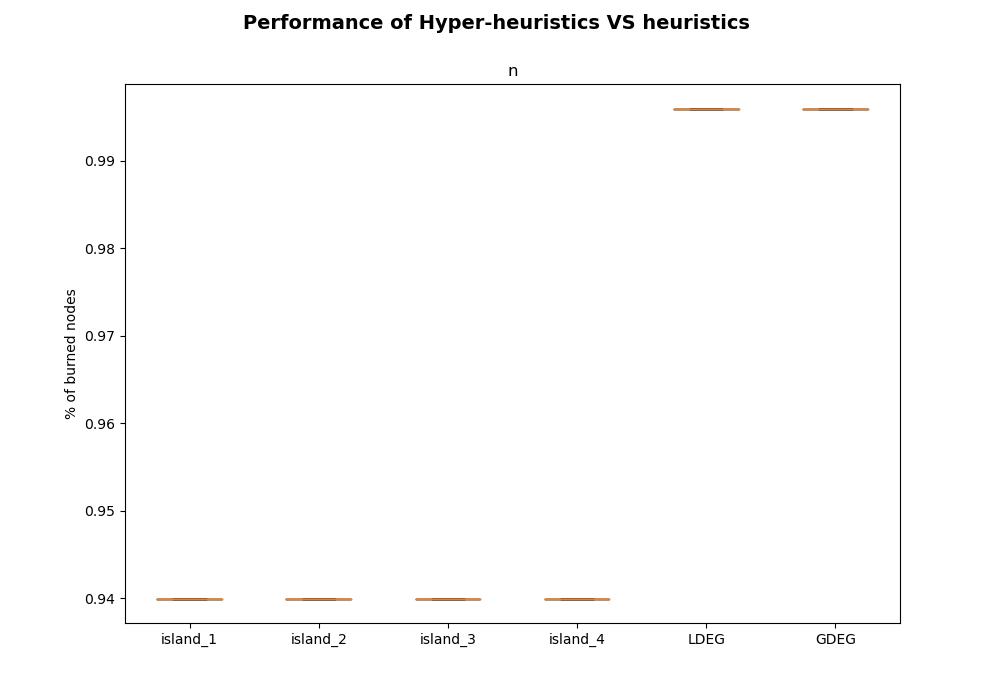 Performance of Hyper-heuristics VS heuristics
n
% of burned nodes
0.99
0.98
0.97
0.96
0.95
0.94
island_1 island_2 island_3 island_4 LDEG GDEG